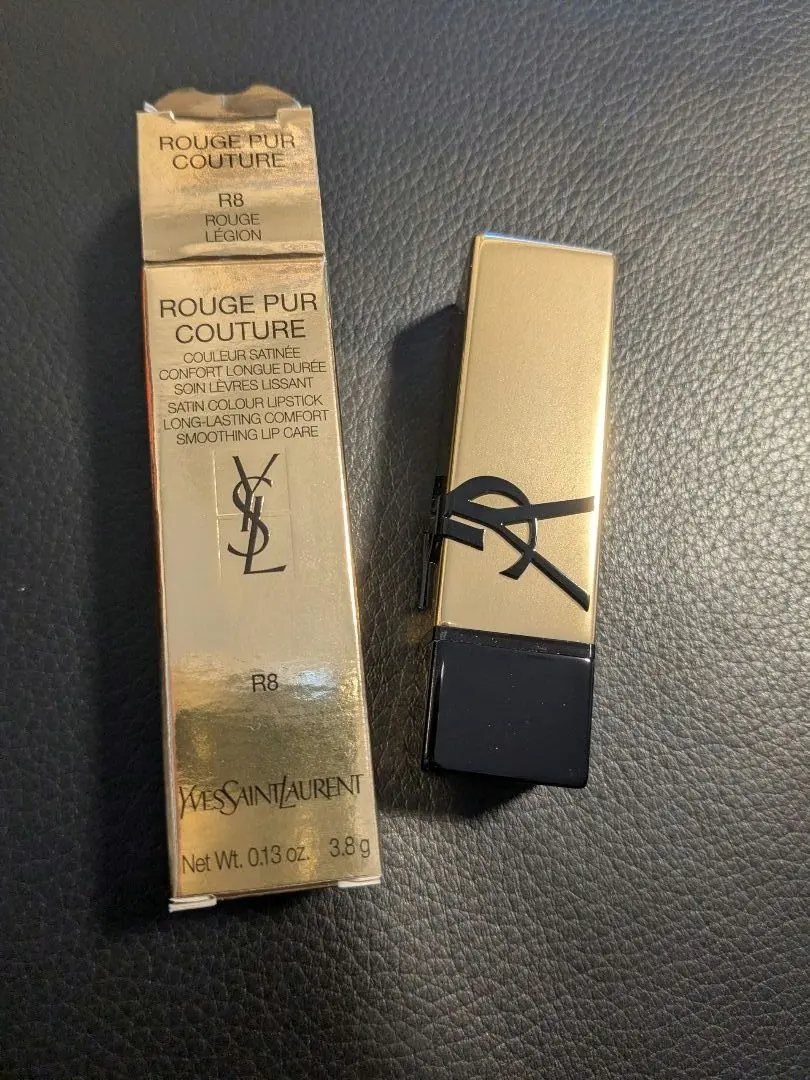 ROUGE PUR
COUTURE
R8
ROUGE
LÉGION
ROUGE PUR
COUTURE
COULEUR SATINÉE
CONFORT LONGUE DURÉE
SOIN LÈVRES LISSANT
SATIN COLOUR LIPSTICK
LONG-LASTING COMFORT
SMOOTHING LIP CARE
YSL
R8
YVESSAINTLAURENT
Net Wt. 0.13 oz. 3.8 g
YSL